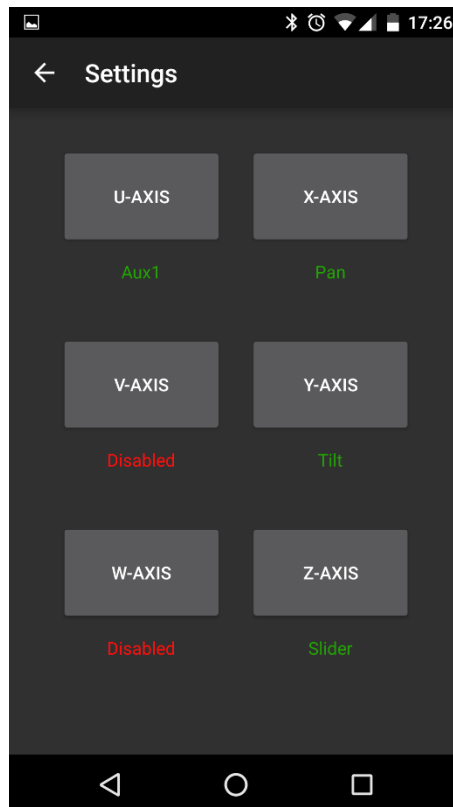 17:26
Settings
U-AXIS X-AXIS
Aux1 Pan
V-AXIS Y-AXIS
Disabled Tilt
W-AXIS Z-AXIS
Disabled Slider